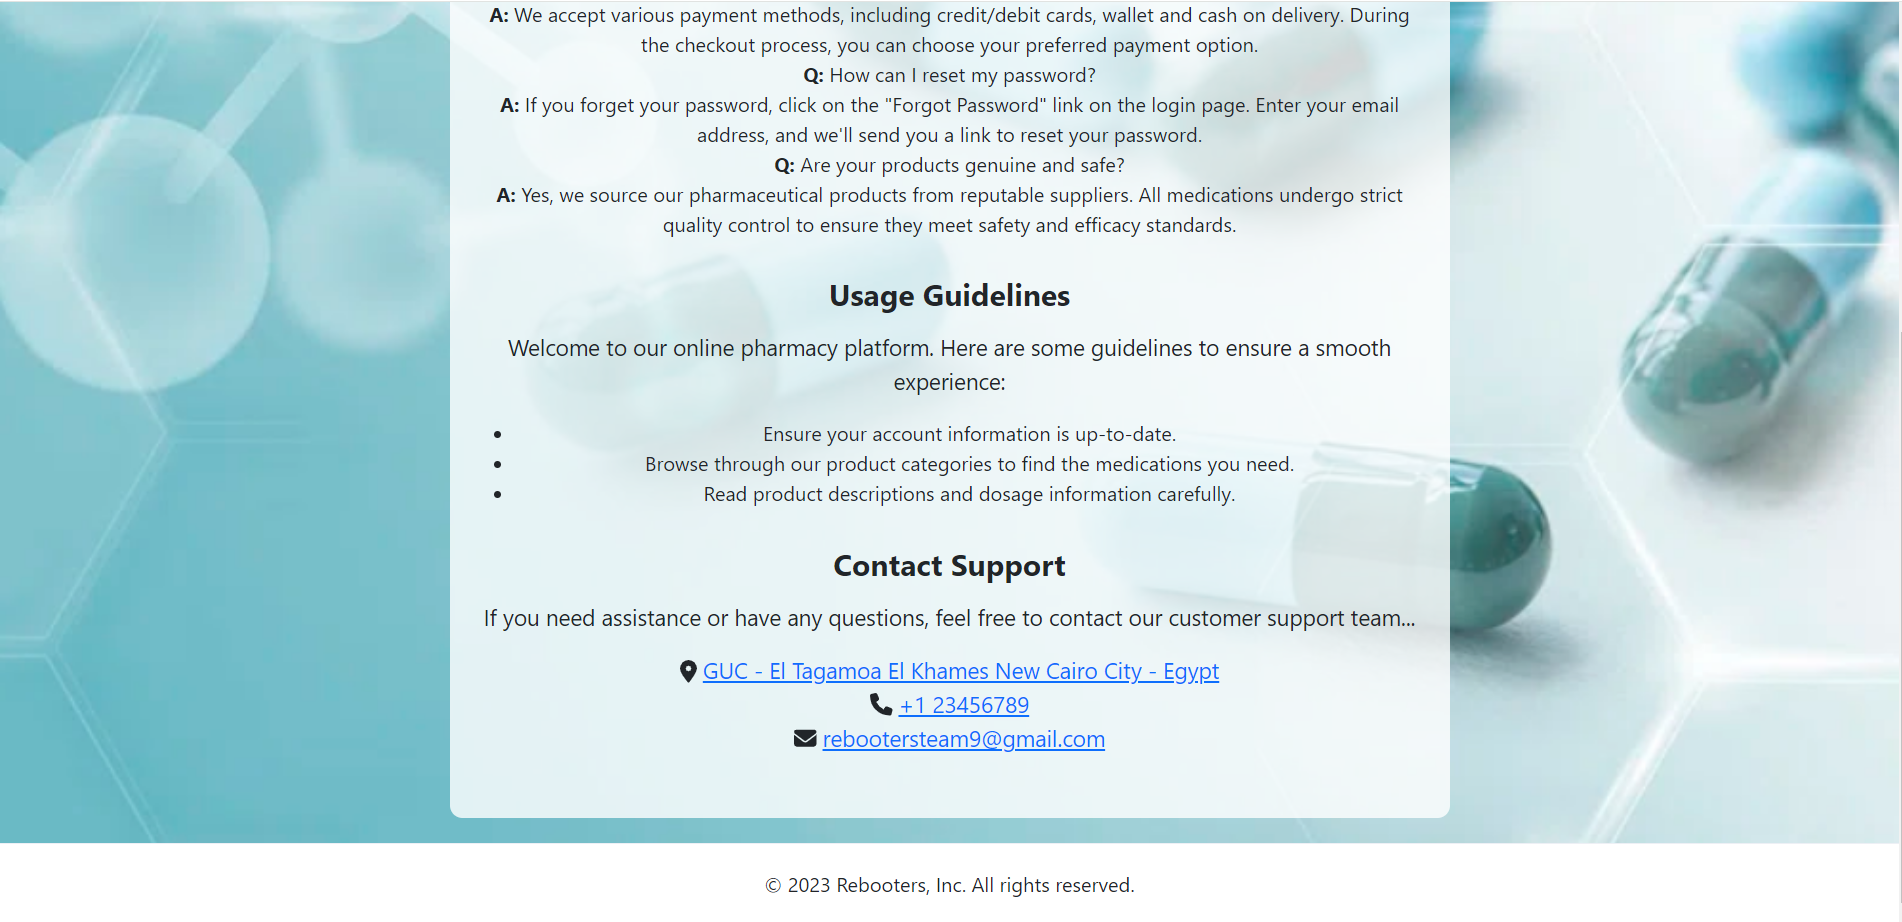 A: We accept various payment methods, including credit/debit cards, wallet and cash on delivery. During
the checkout process, you can choose your preferred payment option.
Q: How can I reset my password?
A: If you forget your password, click on the "Forgot Password" link on the login page. Enter your email
address, and we'll send you a link to reset your password.
Q: Are your products genuine and safe?
A: Yes, we source our pharmaceutical products from reputable suppliers. All medications undergo strict
quality control to ensure they meet safety and efficacy standards.
Usage Guidelines
Welcome to our online pharmacy platform. Here are some guidelines to ensure a smooth
experience:
• Ensure your account information is up-to-date.
• Browse through our product categories to find the medications you need.
• Read product descriptions and dosage information carefully.
Contact Support
If you need assistance or have any questions, feel free to contact our customer support team...
GUC - El Tagamoa El Khames New Cairo City - Egypt
+1 23456789
rebootersteam9@gmail.com
© 2023 Rebooters, Inc. All rights reserved.